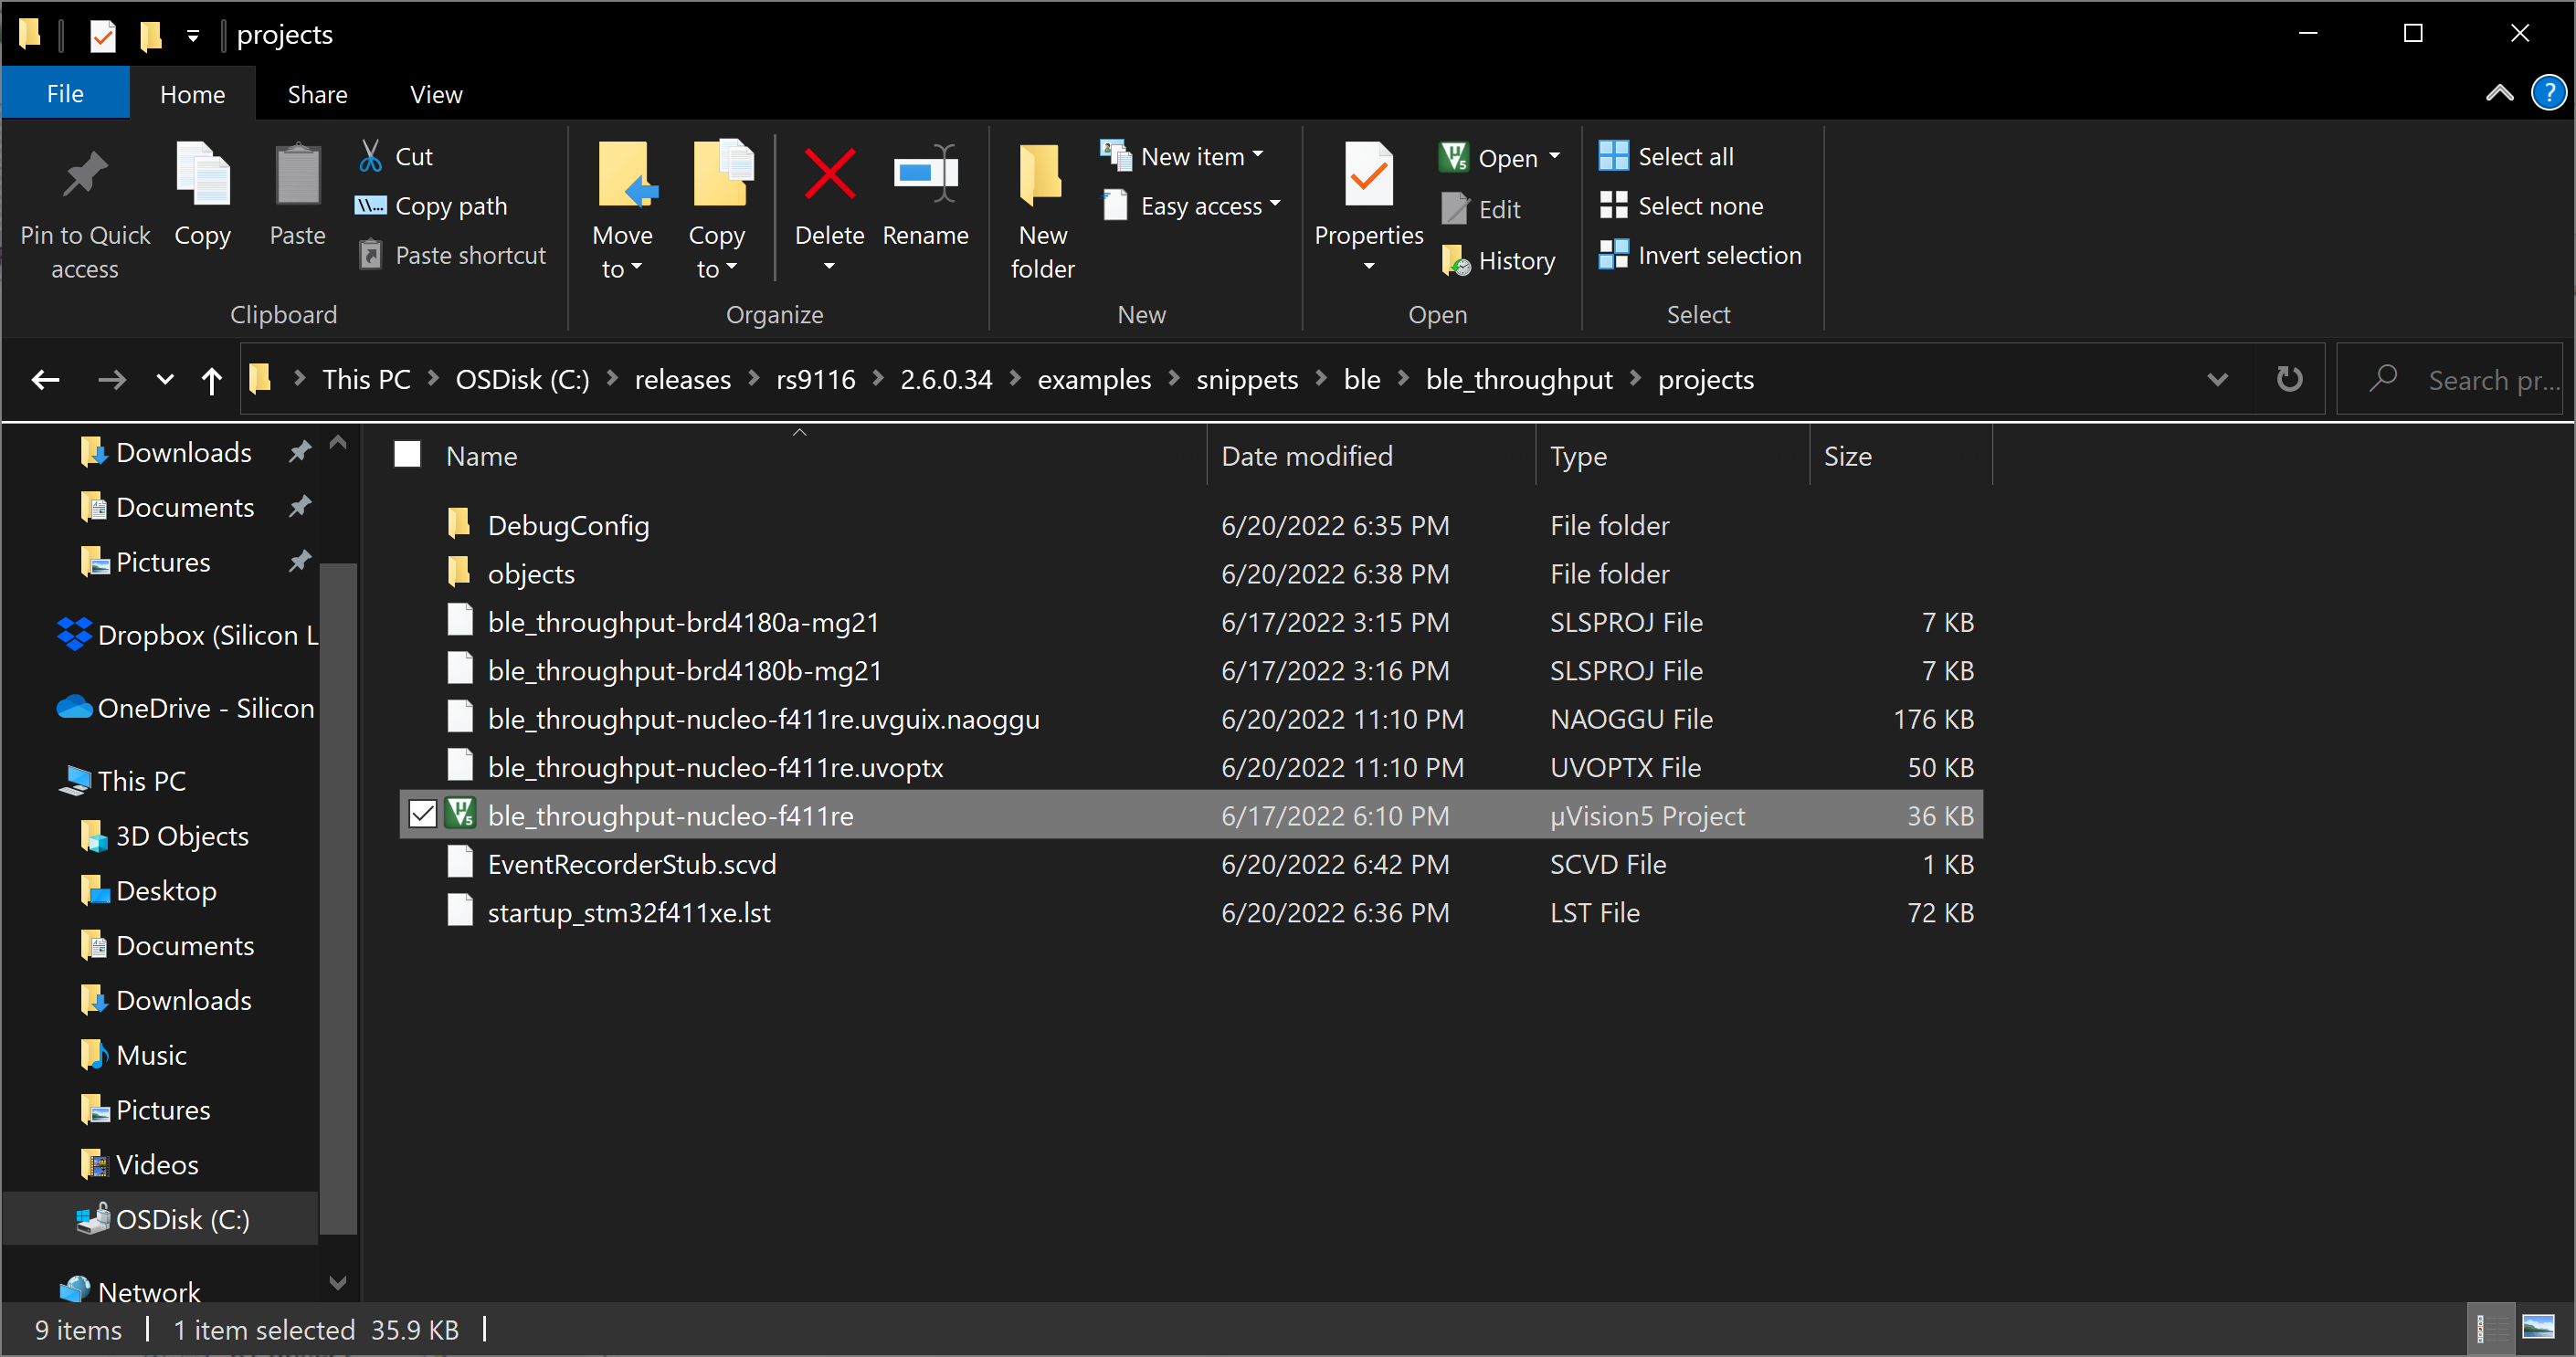 projects
File Home Share View
Pin to Quick access
Copy
Paste
Cut
Copy path
Paste shortcut
Clipboard
Move to
Copy to
Delete
Rename
Organize
New folder
New item
Easy access
New
Properties
Open
Edit
History
Open
Select all
Select none
Invert selection
Select
This PC OSDisk (C:) releases rs9116 2.6.0.34 examples snippets ble ble_throughput projects
Search pr...
Downloads
Documents
Pictures
Dropbox (Silicon L
OneDrive - Silicon
This PC
3D Objects
Desktop
Documents
Downloads
Music
Pictures
Videos
OSDisk (C:)
Network
Name Date modified Type Size
DebugConfig 6/20/2022 6:35 PM File folder
objects 6/20/2022 6:38 PM File folder
ble_throughput-brd4180a-mg21 6/17/2022 3:15 PM SLSPROJ File 7 KB
ble_throughput-brd4180b-mg21 6/17/2022 3:16 PM SLSPROJ File 7 KB
ble_throughput-nucleo-f411re.uvguix.naoggu 6/20/2022 11:10 PM NAOGGU File 176 KB
ble_throughput-nucleo-f411re.uvoptx 6/20/2022 11:10 PM UVOPTX File 50 KB
ble_throughput-nucleo-f411re 6/17/2022 6:10 PM µVision5 Project 36 KB
EventRecorderStub.scvd 6/20/2022 6:42 PM SCVD File 1 KB
startup_stm32f411xe.lst 6/20/2022 6:36 PM LST File 72 KB
9 items 1 item selected 35.9 KB